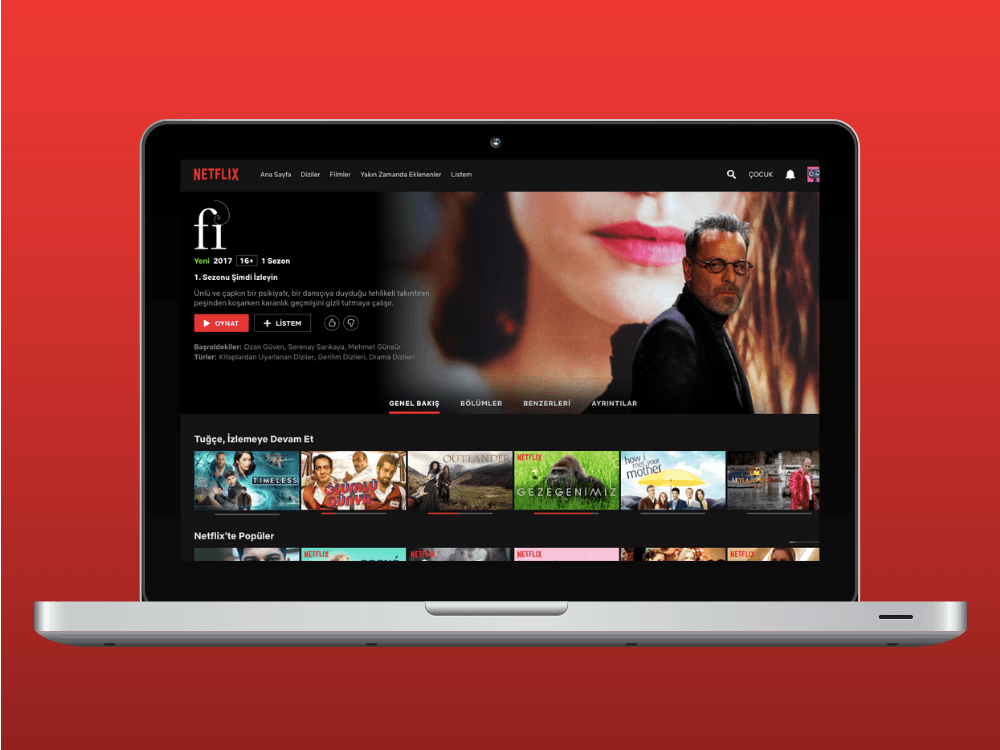 NETFLIX
Ana Sayfa Diziler Filmler Yakın Zamanda Eklenenler Listem
ÇOCUK
fi
Yeni 2017 16+ 1 Sezon
1. Sezonu Şimdi İzleyin
Ünlü ve çapkın bir psikiyatr, bir dansçıya duyduğu tehlikeli takıntının
peşinden koşarken karanlık geçmişini gizli tutmaya çalışır.
OYNAT
LİSTEM
Başroldekiler: Ozan Güven, Serenay Sarıkaya, Mehmet Günsür
Türler: Kitaplardan Uyarlanan Diziler, Gerilim Dizileri, Drama Dizileri
GENEL BAKIŞ BÖLÜMLER BENZERLERİ AYRINTILAR
Tuğçe, İzlemeye Devam Et
TIMELESS
OUTLANDER
NETFLIX
GEZEGENİMİZ
how i met your
mother
Netflix'te Popüler
NETFLIX
NETFLIX
NETFLIX
NETFLIX